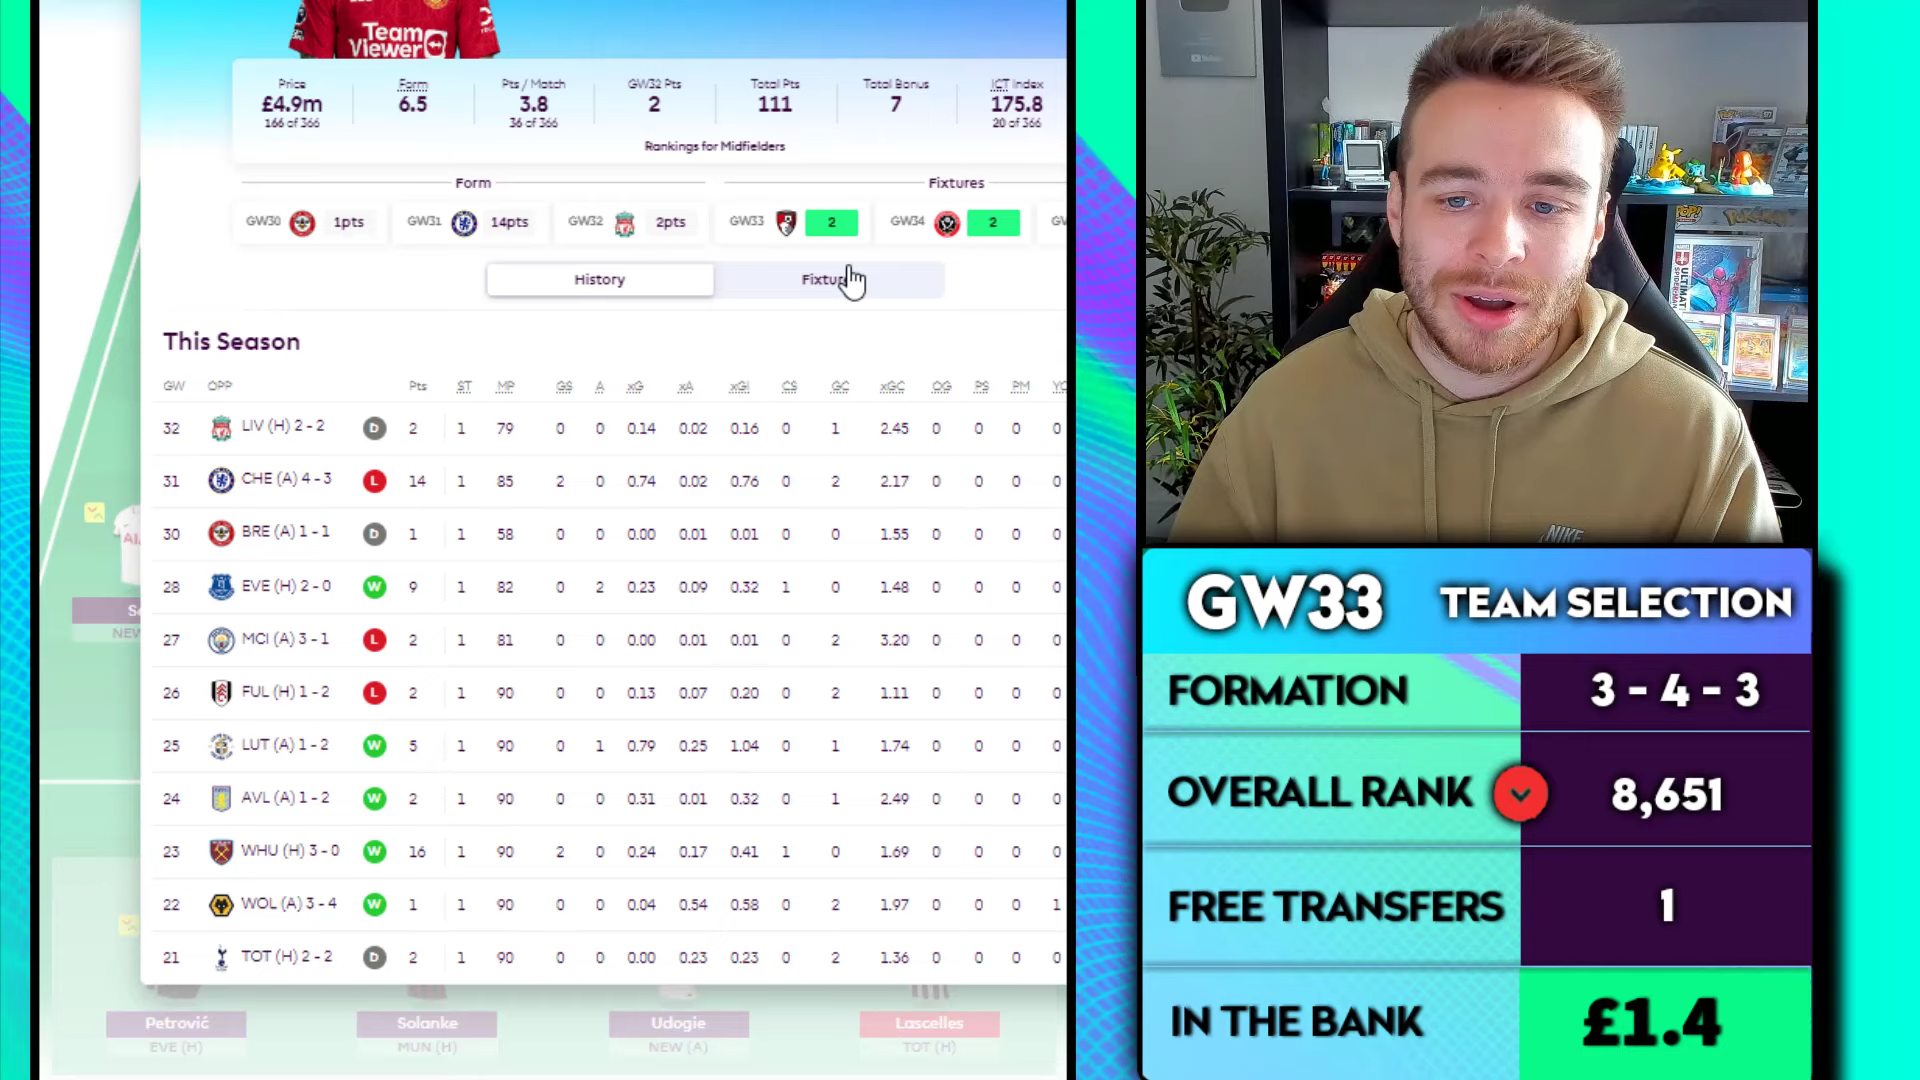 Team
Viewer
Price
£4.9m
166 of 366
Form
6.5
Pts / Match
3.8
36 of 366
GW32 Pts
2
Total Pts
111
Total Bonus
7
ICT Index
175.8
20 of 366
Rankings for Midfielders
Form
Fixtures
GW30 1pts
GW31 14pts
GW32 2pts
GW33 2
GW34 2
History
This Season
GW OPP Pts ST MP GS A xG xA xGI CS GC xGC OG PS PM
32 LIV (H) 2 - 2 D 2 1 79 0 0 0.14 0.02 0.16 0 1 2.45 0 0 0 0
31 CHE (A) 4 - 3 L 14 1 85 2 0 0.74 0.02 0.76 0 2 2.17 0 0 0 0
30 BRE (A) 1 - 1 D 1 1 58 0 0 0.00 0.01 0.01 0 0 1.55 0 0 0 0
28 EVE (H) 2 - 0 W 9 1 82 0 2 0.23 0.09 0.32 1 0 1.48 0 0 0 0
27 MCI (A) 3 - 1 L 2 1 81 0 0 0.00 0.01 0.01 0 2 3.20 0 0 0 0
26 FUL (H) 1 - 2 L 2 1 90 0 0 0.13 0.07 0.20 0 2 1.11 0 0 0 0
25 LUT (A) 1 - 2 W 5 1 90 0 1 0.79 0.25 1.04 0 1 1.74 0 0 0 0
24 AVL (A) 1 - 2 W 2 1 90 0 0 0.31 0.01 0.32 0 1 2.49 0 0 0 0
23 WHU (H) 3 - 0 W 16 1 90 2 0 0.24 0.17 0.41 1 0 1.69 0 0 0 0
22 WOL (A) 3 - 4 W 1 1 90 0 0 0.04 0.54 0.58 0 2 1.97 0 0 0 1
21 TOT (H) 2 - 2 D 2 1 90 0 0 0.00 0.23 0.23 0 2 1.36 0 0 0 0
Petrović
EVE (H)
Solanke
MUN (H)
Udogie
NEW (A)
Lascelles
TOT (H)
NIKE
GW33 TEAM SELECTION
FORMATION 3 - 4 - 3
OVERALL RANK 8,651
FREE TRANSFERS 1
IN THE BANK £1.4